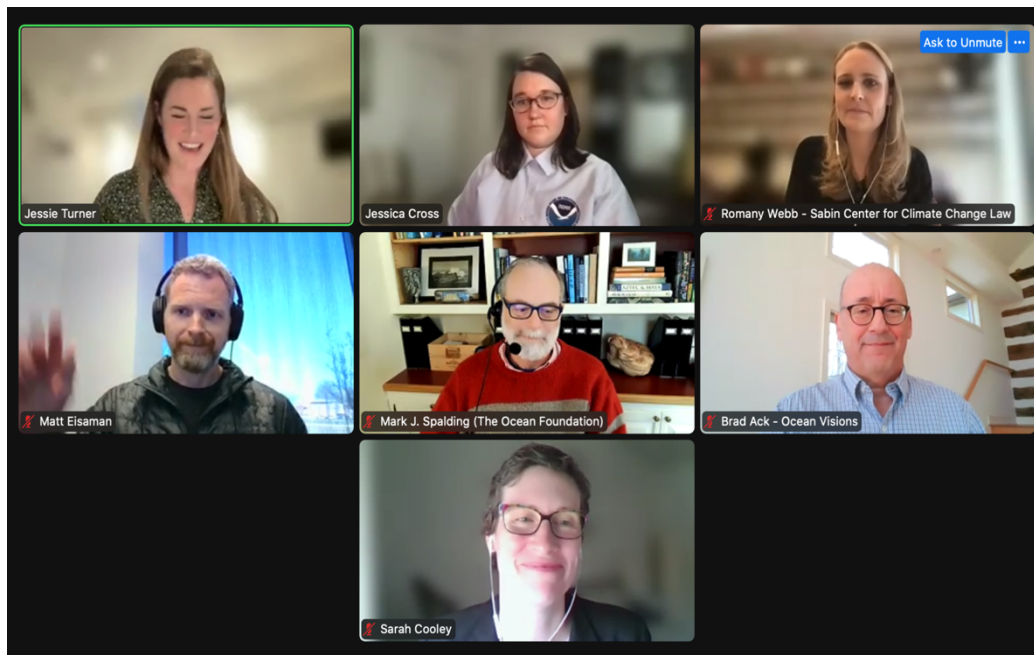 Ask to Unmute
Jessie Turner
Jessica Cross
Romany Webb - Sabin Center for Climate Change Law
Matt Eisaman
Mark J. Spalding (The Ocean Foundation)
Brad Ack - Ocean Visions
Sarah Cooley